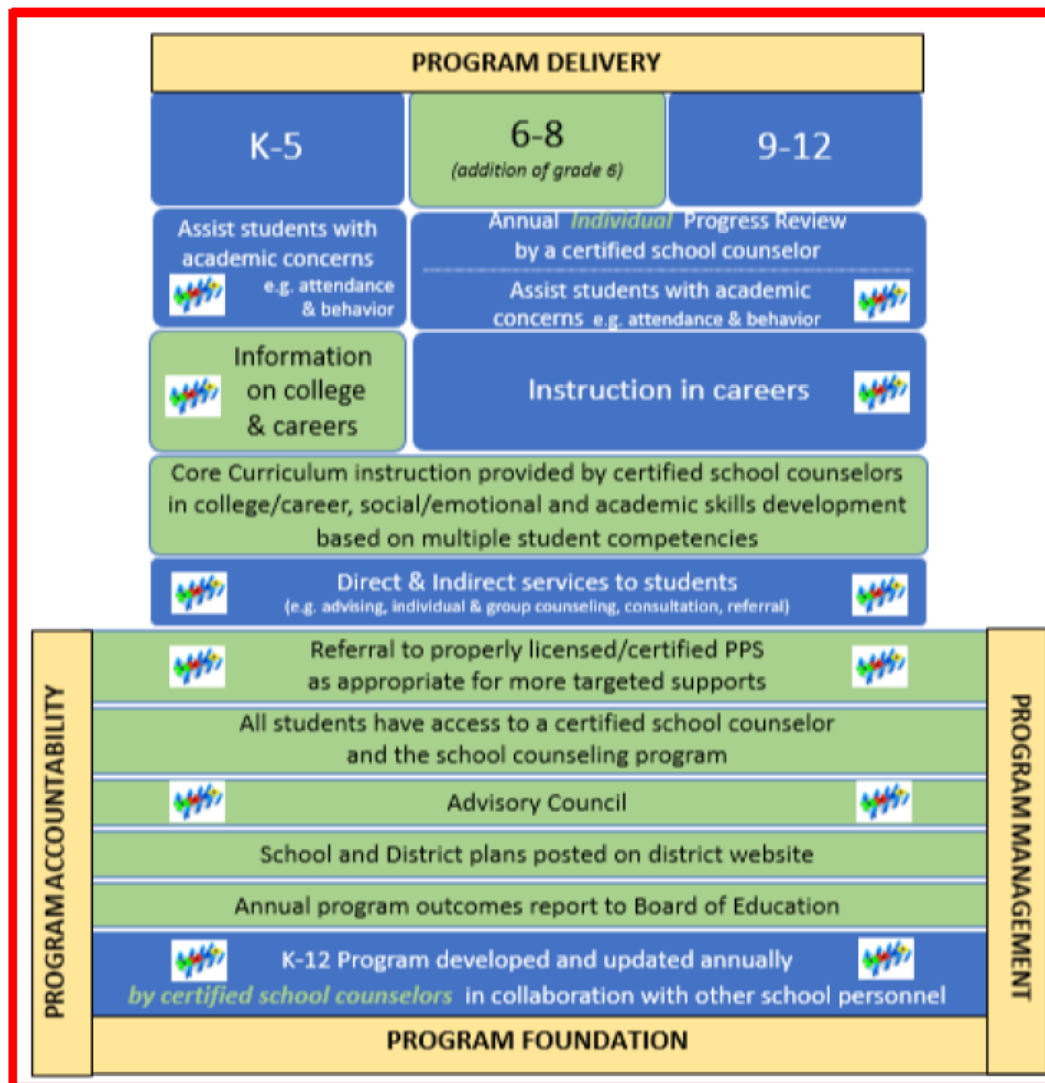 PROGRAM DELIVERY
K-5
6-8
(addition of grade 6)
9-12
Assist students with
academic concerns
e.g. attendance
& behavior
Annual Individual Progress Review
by a certified school counselor
Assist students with academic
concerns e.g. attendance & behavior
Information
on college
& careers
Instruction in careers
Core Curriculum instruction provided by certified school counselors
in college/career, social/emotional and academic skills development
based on multiple student competencies
Direct & Indirect services to students
(e.g. advising, individual & group counseling, consultation, referral)
PROGRAM ACCOUNTABILITY
Referral to properly licensed/certified PPS
as appropriate for more targeted supports
All students have access to a certified school counselor
and the school counseling program
Advisory Council
School and District plans posted on district website
Annual program outcomes report to Board of Education
K-12 Program developed and updated annually
by certified school counselors in collaboration with other school personnel
PROGRAM MANAGEMENT
PROGRAM FOUNDATION